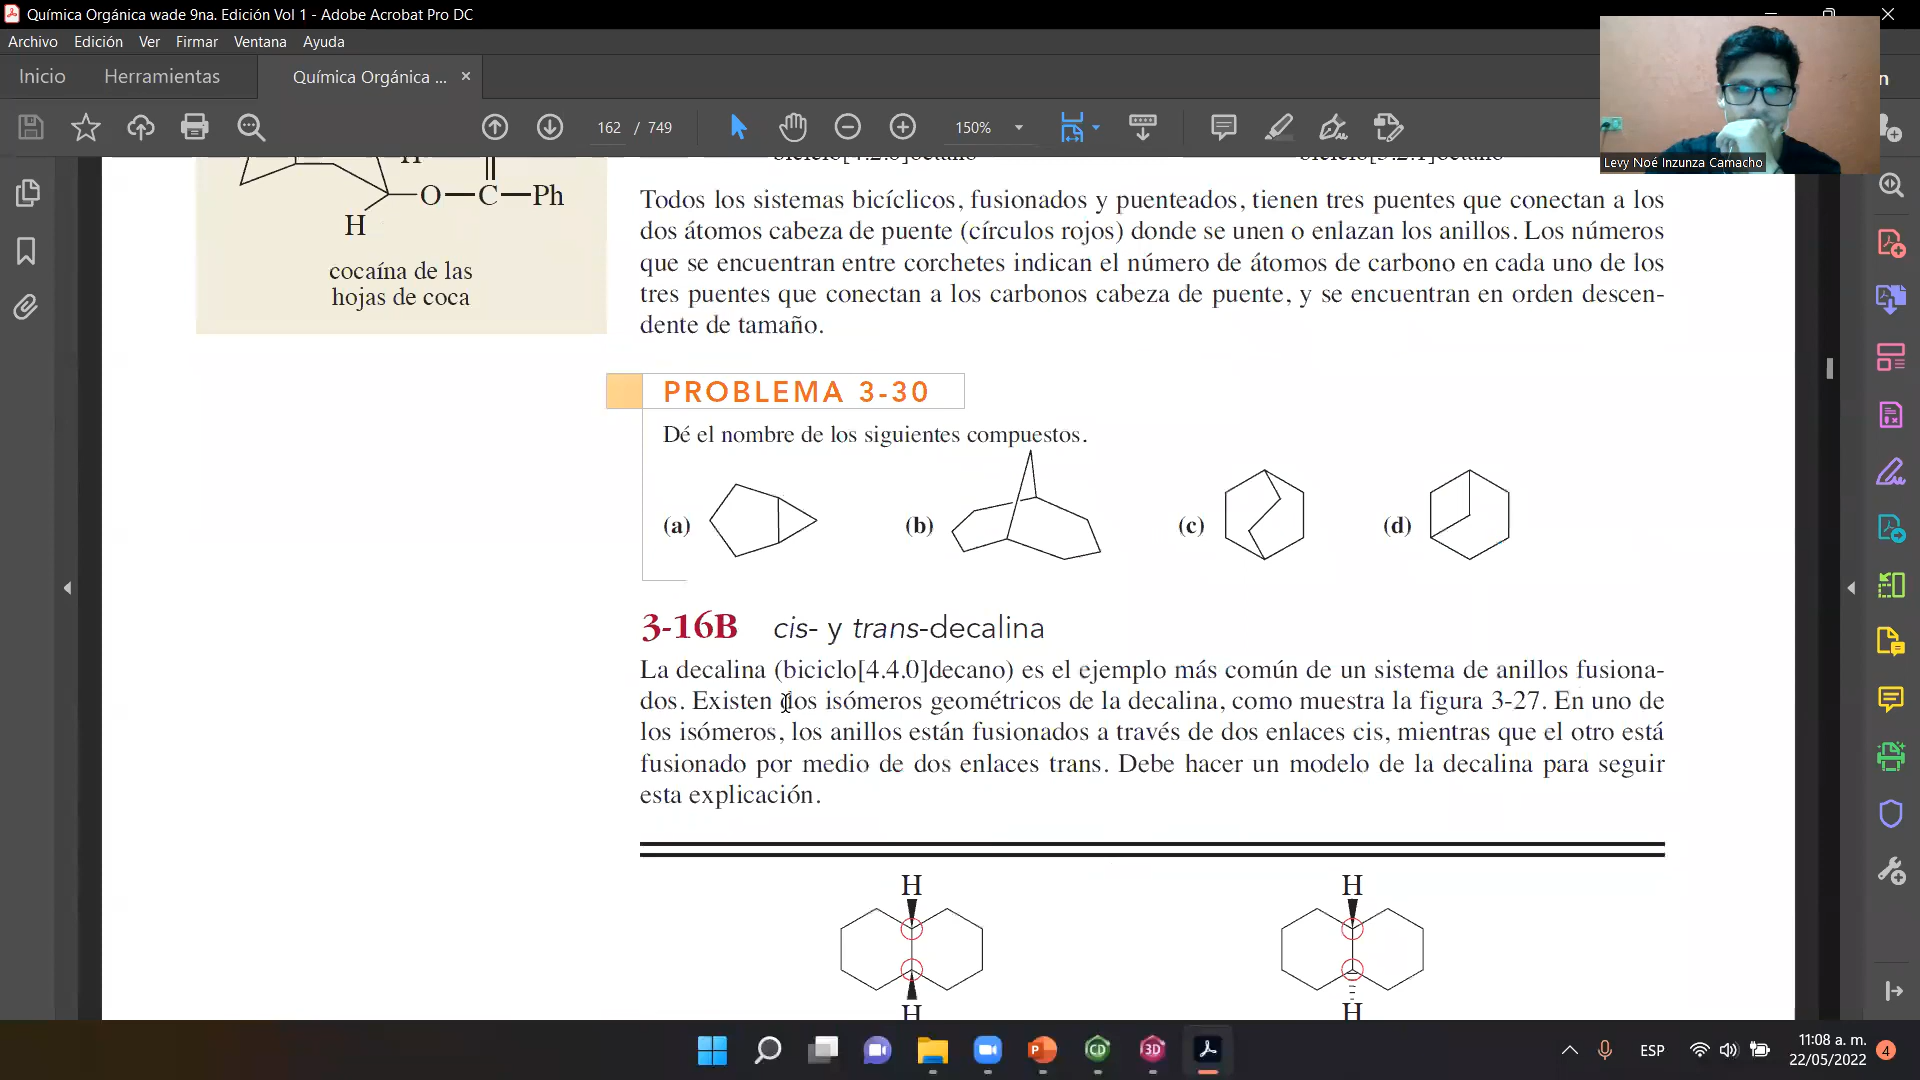 Química Orgánica wade 9na. Edición Vol 1 - Adobe Acrobat Pro DC
Archivo Edición Ver Firmar Ventana Ayuda
Inicio Herramientas Química Orgánica ... ×
162 / 749 150%
Levy Noé Inzunza Camacho
H
O C Ph
H
cocaína de las
hojas de coca
Todos los sistemas bicíclicos, fusionados y puenteados, tienen tres puentes que conectan a los
dos átomos cabeza de puente (círculos rojos) donde se unen o enlazan los anillos. Los números
que se encuentran entre corchetes indican el número de átomos de carbono en cada uno de los
tres puentes que conectan a los carbonos cabeza de puente, y se encuentran en orden descen-
dente de tamaño.
PROBLEMA 3-30
Dé el nombre de los siguientes compuestos.
(a) (b) (c) (d)
3-16B cis- y trans-decalina
La decalina (biciclo[4.4.0]decano) es el ejemplo más común de un sistema de anillos fusiona-
dos. Existen dos isómeros geométricos de la decalina, como muestra la figura 3-27. En uno de
los isómeros, los anillos están fusionados a través de dos enlaces cis, mientras que el otro está
fusionado por medio de dos enlaces trans. Debe hacer un modelo de la decalina para seguir
esta explicación.
H H
H H
ESP
11:08 a. m.
22/05/2022
4